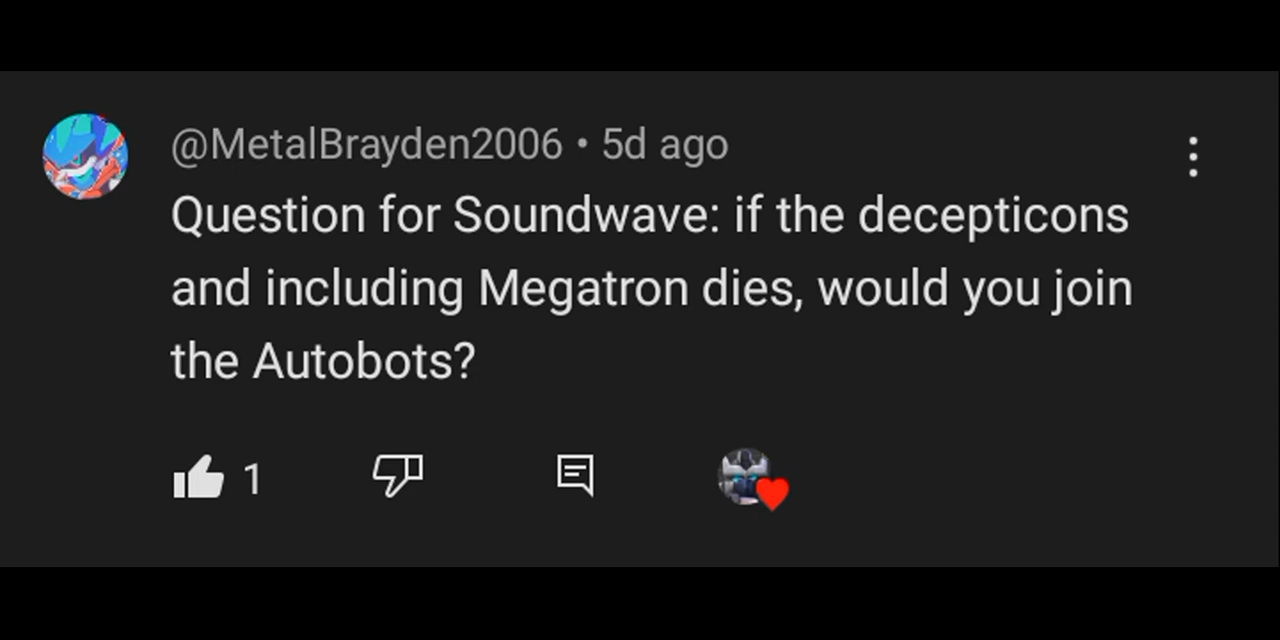 @MetalBrayden2006 • 5d ago
Question for Soundwave: if the decepticons
and including Megatron dies, would you join
the Autobots?
1